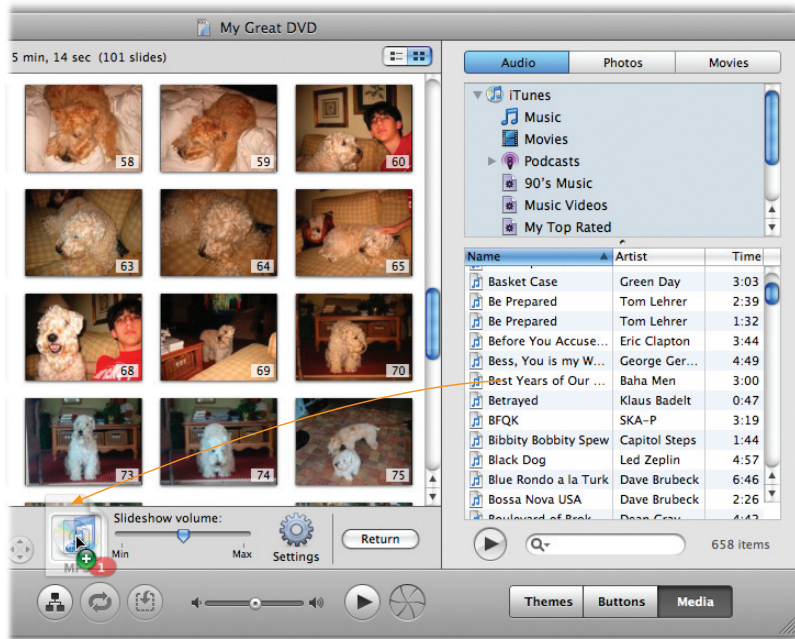 My Great DVD
5 min, 14 sec (101 slides)
58
59
60
63
64
65
68
69
70
73
74
75
Slideshow volume:
Min
Max
Settings
Return
1
Audio
Photos
Movies
iTunes
Music
Movies
Podcasts
90's Music
Music Videos
My Top Rated
Name Artist Time
Basket Case Green Day 3:03
Be Prepared Tom Lehrer 2:39
Be Prepared Tom Lehrer 1:32
Before You Accuse... Eric Clapton 3:44
Bess, You is my W... George Ger... 4:49
Best Years of Our ... Baha Men 3:00
Betrayed Klaus Badelt 0:47
BFQK SKA-P 3:19
Bibbity Bobbity Spew Capitol Steps 1:44
Black Dog Led Zeplin 4:57
Blue Rondo a la Turk Dave Brubeck 6:46
Bossa Nova USA Dave Brubeck 2:26
658 items
Themes
Buttons
Media